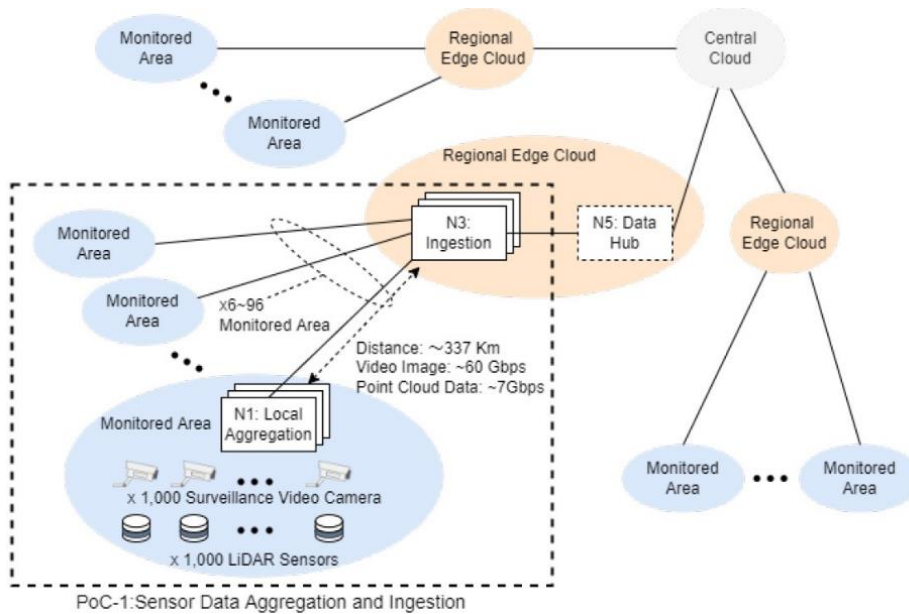 Monitored
Area
Regional
Edge Cloud
Central
Cloud
Monitored
Area
Regional Edge Cloud
Monitored
Area
N3:
Ingestion
N5: Data
Hub
Regional
Edge Cloud
Monitored
Area
x6~96
Monitored Area
Distance: ～337 Km
Video Image: ~60 Gbps
Point Cloud Data: ~7Gbps
Monitored Area
N1: Local
Aggregation
x 1,000 Surveillance Video Camera
x 1,000 LiDAR Sensors
Monitored
Area
Monitored
Area
PoC-1:Sensor Data Aggregation and Ingestion